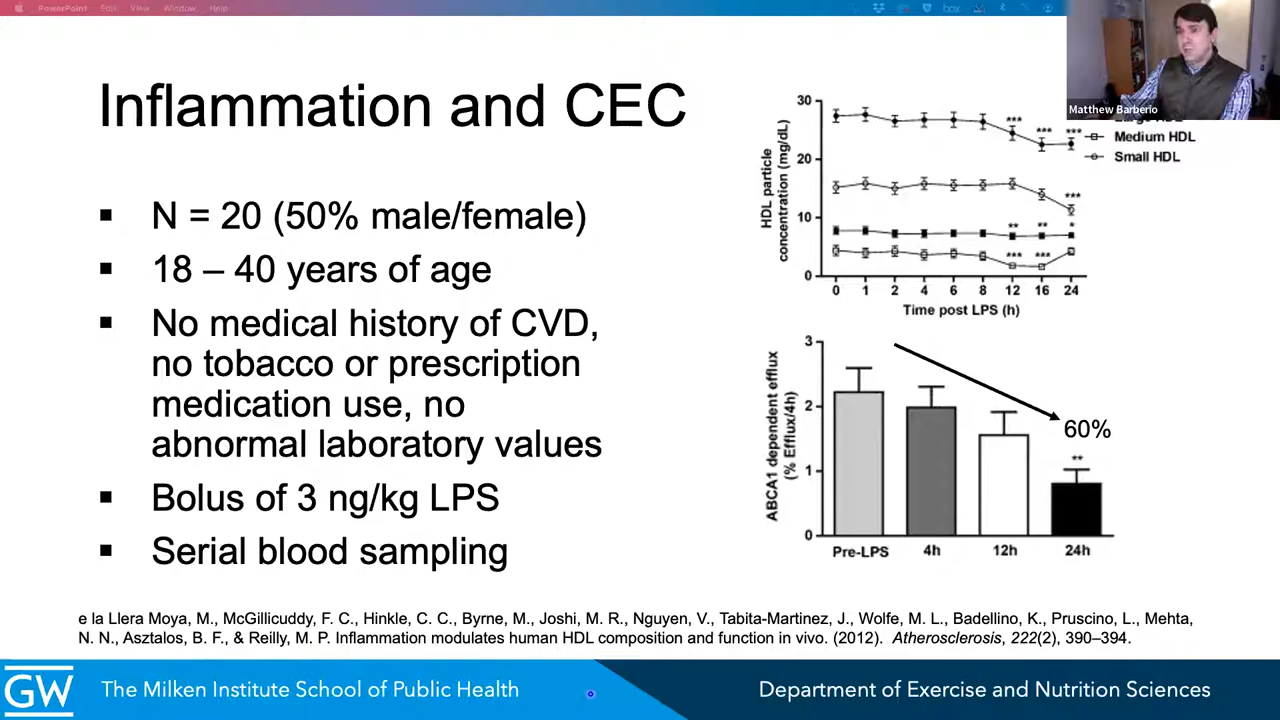 PowerPoint Edit View Window Help
box
Matthew Barberio
Inflammation and CEC
▪ N = 20 (50% male/female)
▪ 18 – 40 years of age
▪ No medical history of CVD,
no tobacco or prescription
medication use, no
abnormal laboratory values
▪ Bolus of 3 ng/kg LPS
▪ Serial blood sampling
HDL particle
concentration (mg/dL)
30
20
10
0
*** *** ***
***
** ** *
*** ***
0 1 2 4 6 8 12 16 24
Time post LPS (h)
Medium HDL
Small HDL
ABCA1 dependent efflux
(% Efflux/4h)
3
2
1
0
60%
**
Pre-LPS 4h 12h 24h
e la Llera Moya, M., McGillicuddy, F. C., Hinkle, C. C., Byrne, M., Joshi, M. R., Nguyen, V., Tabita-Martinez, J., Wolfe, M. L., Badellino, K., Pruscino, L., Mehta,
N. N., Asztalos, B. F., & Reilly, M. P. Inflammation modulates human HDL composition and function in vivo. (2012). Atherosclerosis, 222(2), 390–394.
GW
The Milken Institute School of Public Health
Department of Exercise and Nutrition Sciences